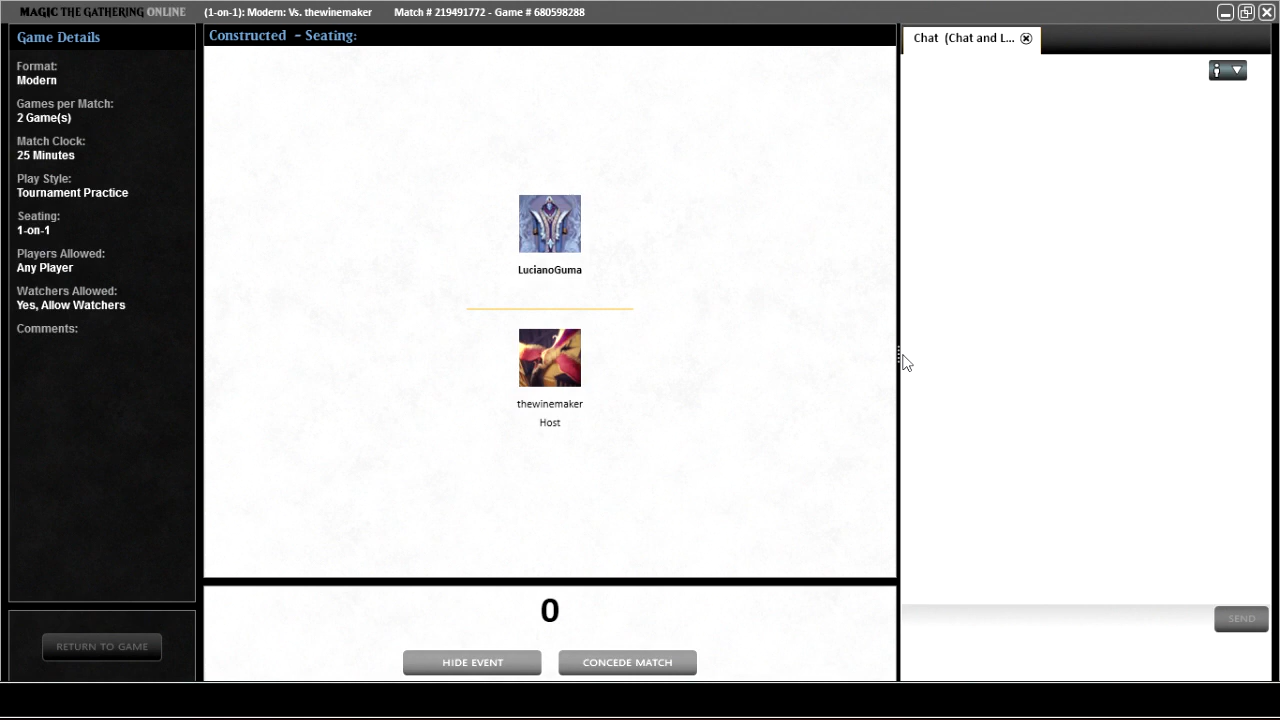 MAGIC THE GATHERING ONLINE
(1-on-1): Modern: Vs. thewinemaker
Match # 219491772 - Game # 680598288
Game Details
Format:
Modern
Games per Match:
2 Game(s)
Match Clock:
25 Minutes
Play Style:
Tournament Practice
Seating:
1-on-1
Players Allowed:
Any Player
Watchers Allowed:
Yes, Allow Watchers
Comments:
RETURN TO GAME
Constructed - Seating:
LucianoGuma
thewinemaker
Host
0
HIDE EVENT
CONCEDE MATCH
Chat (Chat and L...
SEND